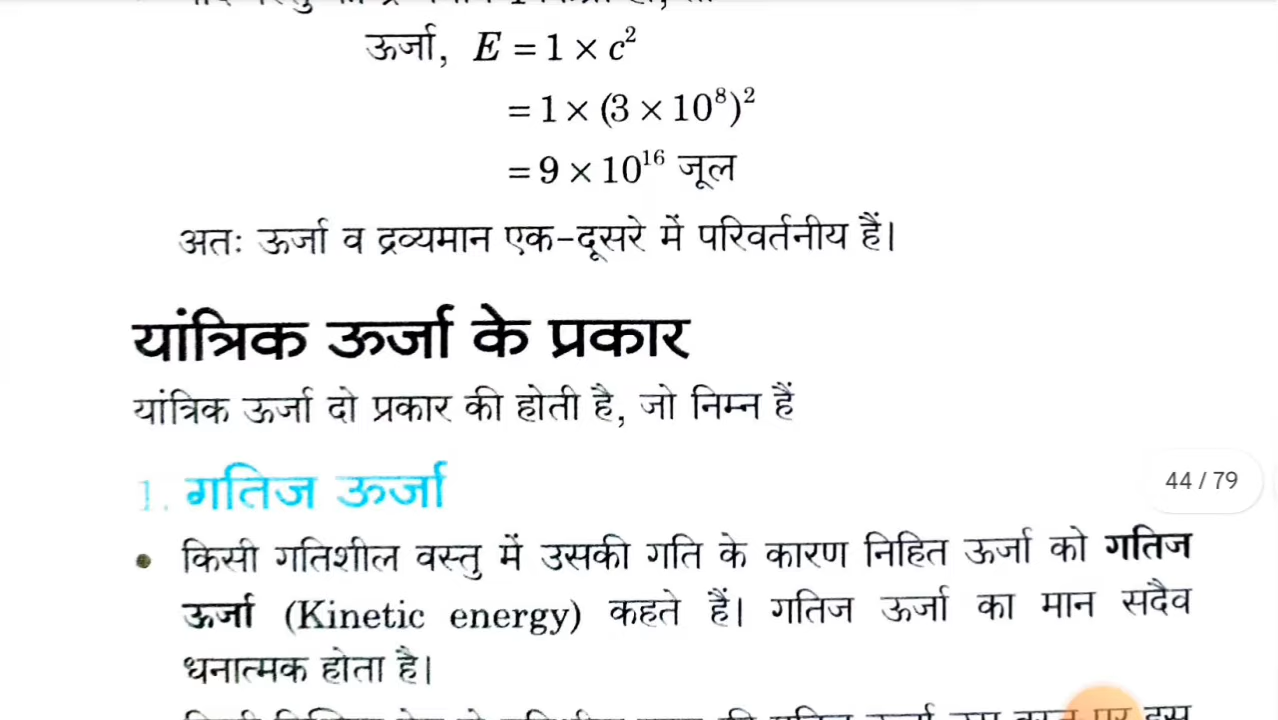 ऊर्जा, E = 1 × c²
= 1 × (3 × 10⁸)²
= 9 × 10¹⁶ जूल
अतः ऊर्जा व द्रव्यमान एक-दूसरे में परिवर्तनीय हैं।
यांत्रिक ऊर्जा के प्रकार
यांत्रिक ऊर्जा दो प्रकार की होती है, जो निम्न हैं
44 / 79
1. गतिज ऊर्जा
• किसी गतिशील वस्तु में उसकी गति के कारण निहित ऊर्जा को गतिज
ऊर्जा (Kinetic energy) कहते हैं। गतिज ऊर्जा का मान सदैव
धनात्मक होता है।